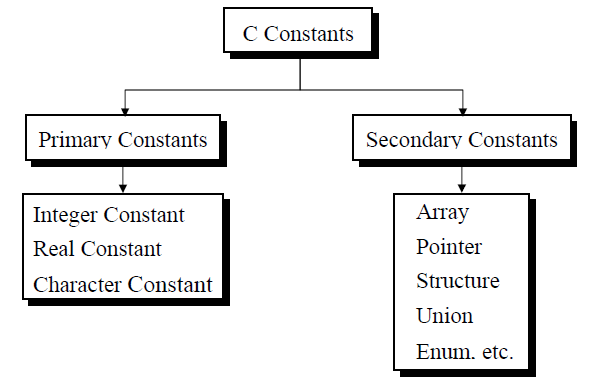 C Constants
Primary Constants
Secondary Constants
Integer Constant
Real Constant
Character Constant
Array
Pointer
Structure
Union
Enum. etc.